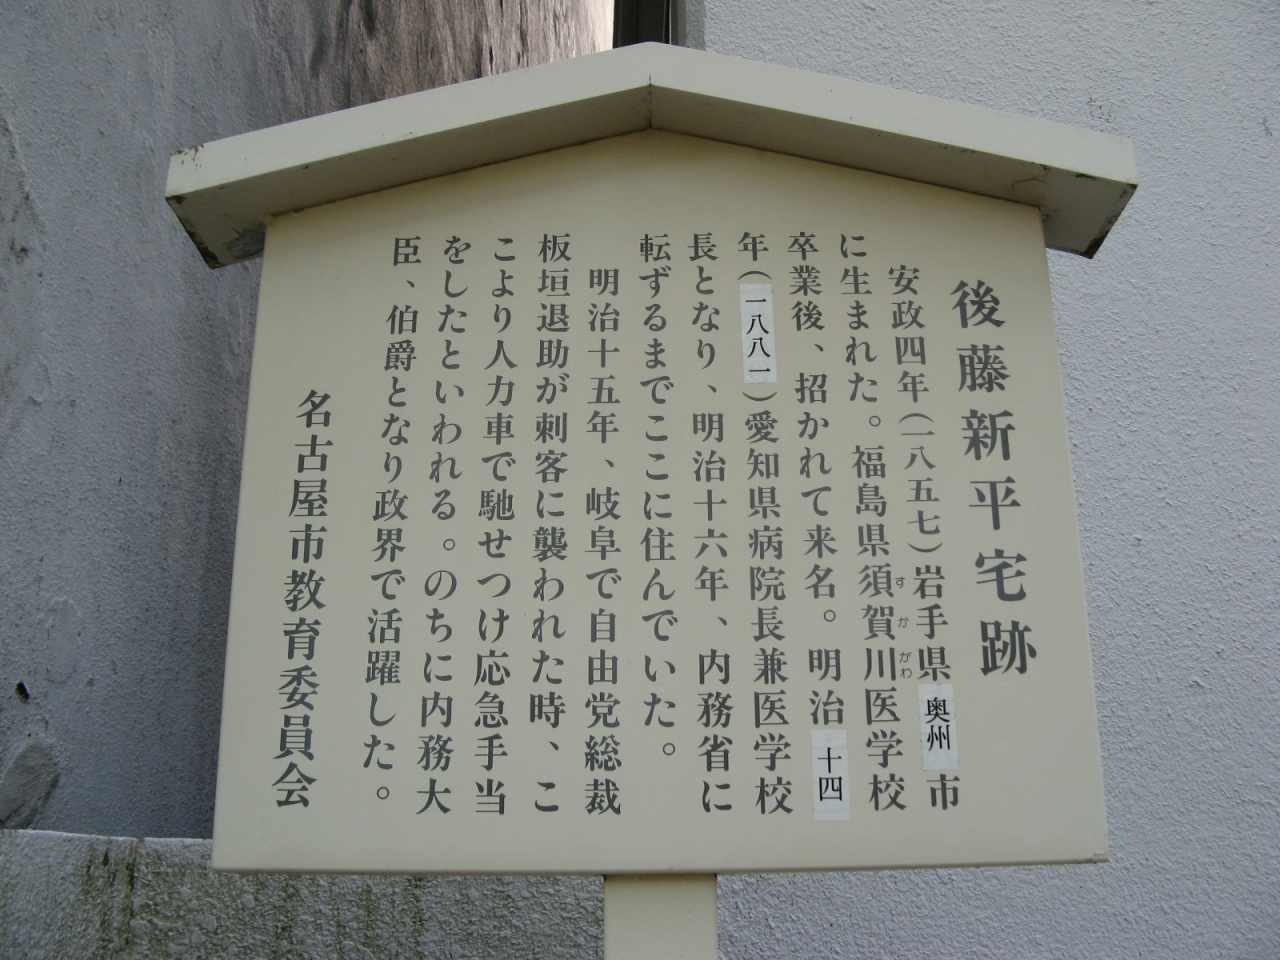 後藤新平宅跡
安政四年(一八五七)岩手県奥州市
に生まれた。福島県須賀川医学校
すかがわ
卒業後、招かれて来名。明治十四
年(一八八一)愛知県病院長兼医学校
長となり、明治十六年、内務省に
転ずるまでここに住んでいた。
明治十五年、岐阜で自由党総裁
板垣退助が刺客に襲われた時、こ
こより人力車で馳せつけ応急手当
をしたといわれる。のちに内務大
臣、伯爵となり政界で活躍した。
名古屋市教育委員会